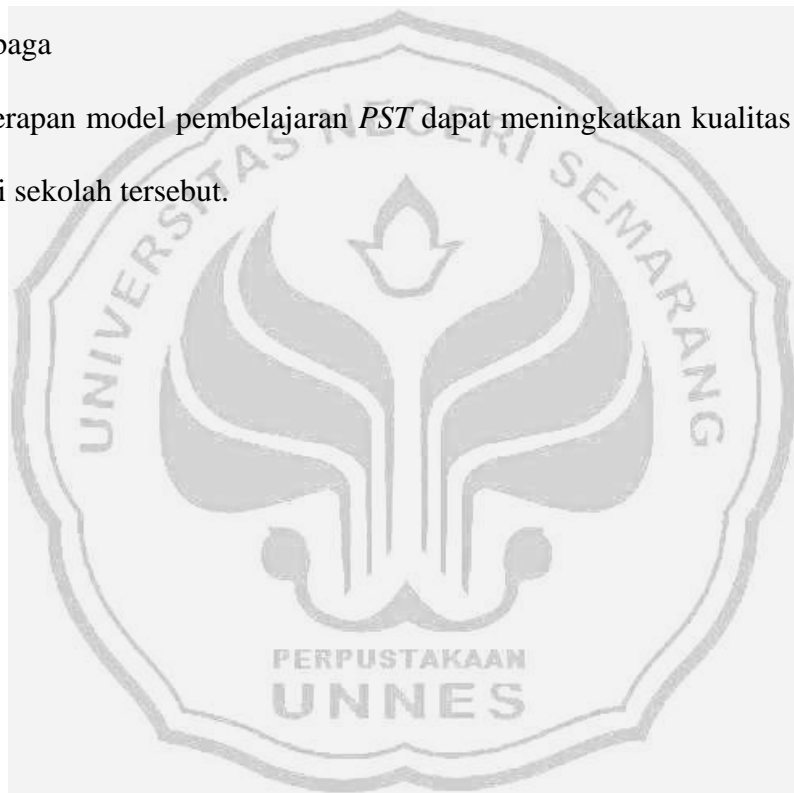 baga
erapan model pembelajaran PST dapat meningkatkan kualitas
i sekolah tersebut.
UNIVERSITAS NEGERI SEMARANG
PERPUSTAKAAN
UNNES